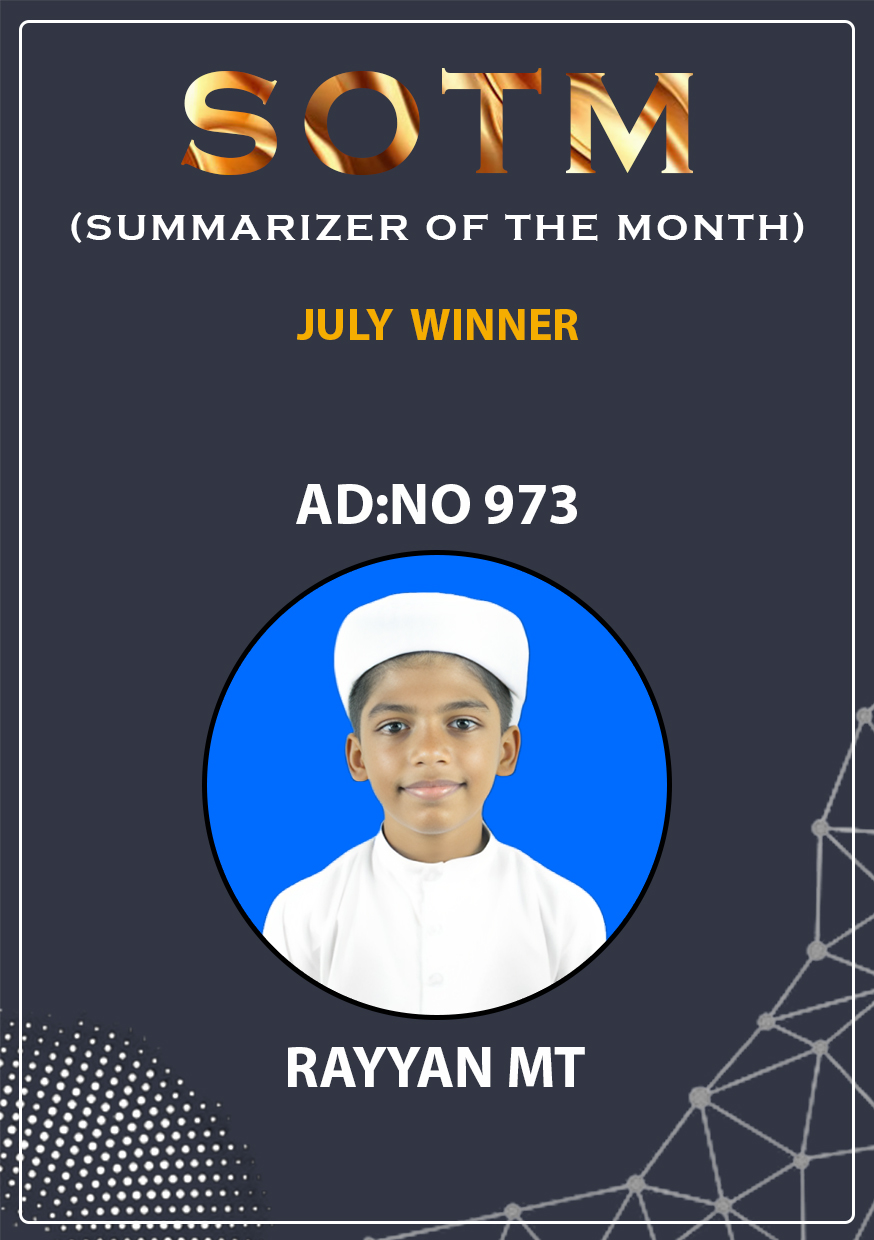 SOTM
(SUMMARIZER OF THE MONTH)
JULY WINNER
AD:NO 973
RAYYAN MT